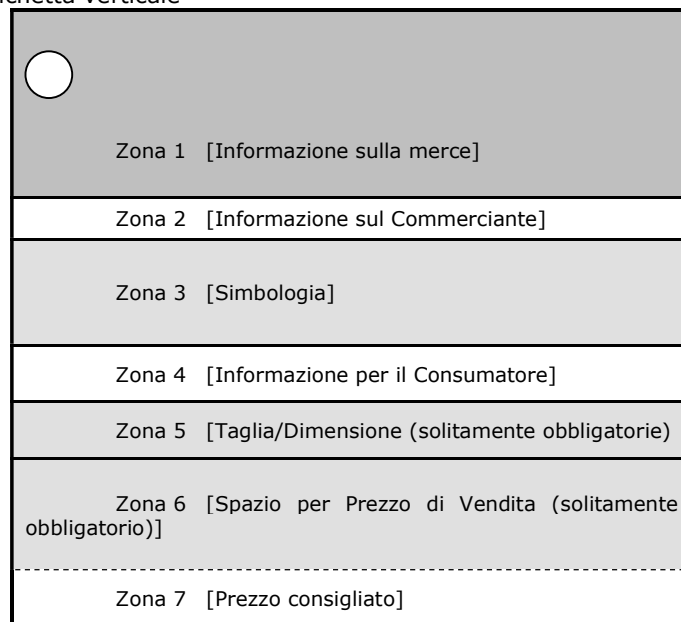 Verticale
Zona 1 [Informazione sulla merce]
Zona 2 [Informazione sul Commerciante]
Zona 3 [Simbologia]
Zona 4 [Informazione per il Consumatore]
Zona 5 [Taglia/Dimensione (solitamente obbligatorie)
Zona 6 [Spazio per Prezzo di Vendita (solitamente
obbligatorio)]
Zona 7 [Prezzo consigliato]